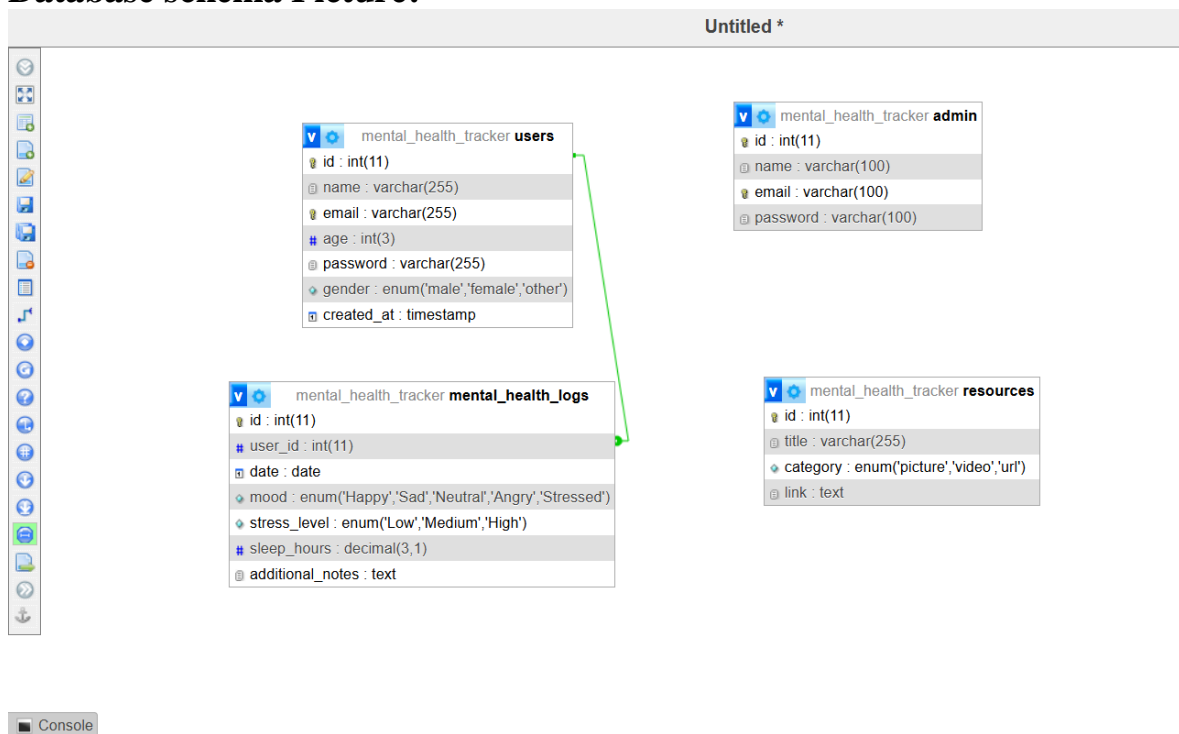 Database schema Picture:
Untitled *
mental_health_tracker users
id : int(11)
name : varchar(255)
email : varchar(255)
age : int(3)
password : varchar(255)
gender : enum('male','female','other')
created_at : timestamp
mental_health_tracker admin
id : int(11)
name : varchar(100)
email : varchar(100)
password : varchar(100)
mental_health_tracker mental_health_logs
id : int(11)
user_id : int(11)
date : date
mood : enum('Happy','Sad','Neutral','Angry','Stressed')
stress_level : enum('Low','Medium','High')
sleep_hours : decimal(3,1)
additional_notes : text
mental_health_tracker resources
id : int(11)
title : varchar(255)
category : enum('picture','video','url')
link : text
Console